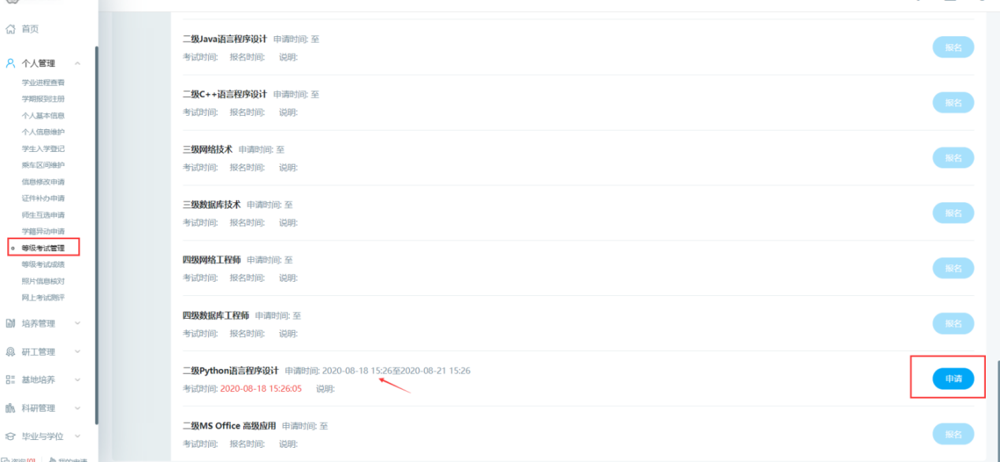 首页
个人管理
学业进程查看
学期报到注册
个人基本信息
个人信息维护
学生入学登记
乘车区间维护
信息修改申请
证件补办申请
师生互选申请
学籍异动申请
等级考试管理
等级考试成绩
照片信息核对
网上考试测评
培养管理
研工管理
基地培养
科研管理
毕业与学位
咨询[0] 我的申请
二级Java语言程序设计 申请时间: 至
报名
考试时间: 报名时间: 说明:
二级C++语言程序设计 申请时间: 至
报名
考试时间: 报名时间: 说明:
三级网络技术 申请时间: 至
报名
考试时间: 报名时间: 说明:
三级数据库技术 申请时间: 至
报名
考试时间: 报名时间: 说明:
四级网络工程师 申请时间: 至
报名
考试时间: 报名时间: 说明:
四级数据库工程师 申请时间: 至
报名
考试时间: 报名时间: 说明:
二级Python语言程序设计 申请时间: 2020-08-18 15:26至2020-08-21 15:26
申请
考试时间: 2020-08-18 15:26:05 说明:
二级MS Office 高级应用 申请时间: 至
报名
考试时间: 报名时间: 说明: